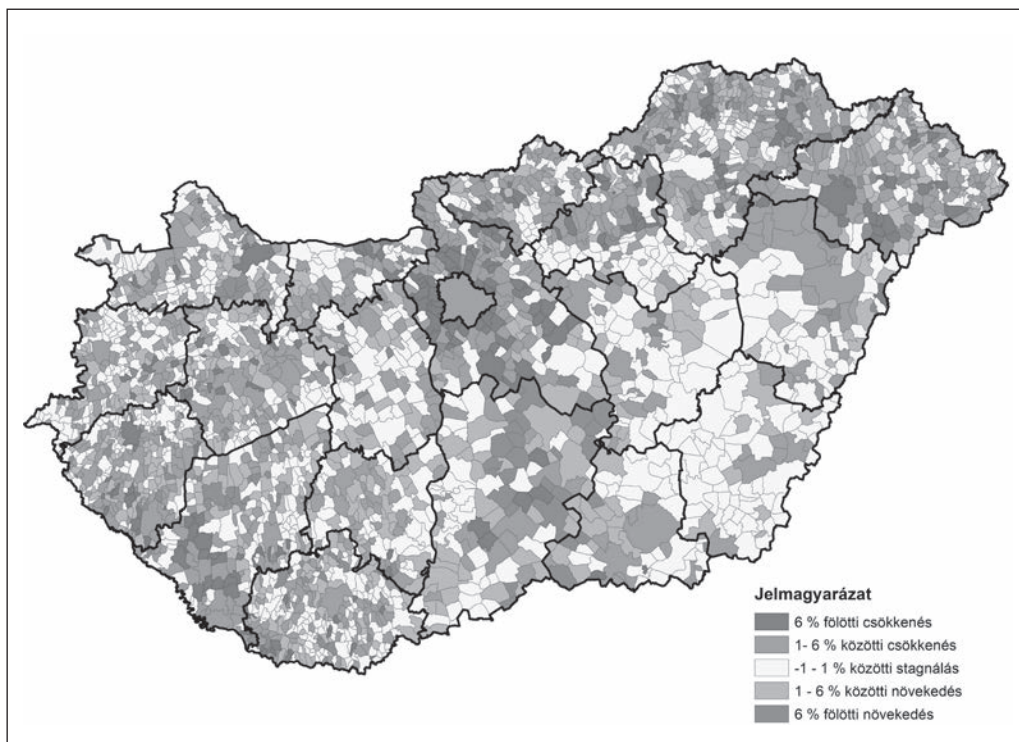 Jelmagyarázat
6 % fölötti csökkenés
1- 6 % közötti csökkenés
-1 - 1 % közötti stagnálás
1 - 6 % közötti növekedés
6 % fölötti növekedés